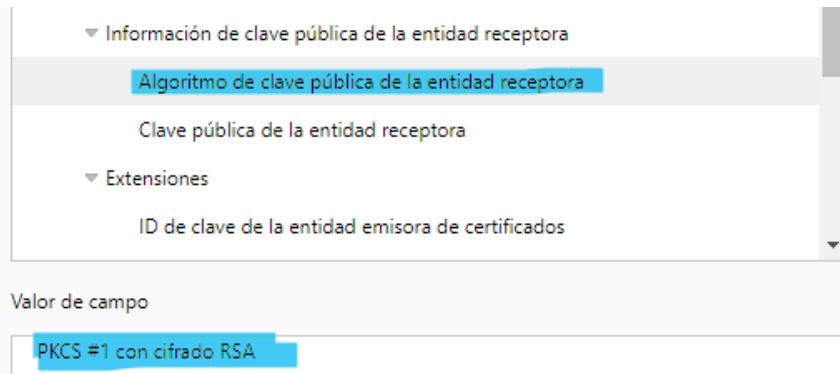 Información de clave pública de la entidad receptora
Algoritmo de clave pública de la entidad receptora
Clave pública de la entidad receptora
Extensiones
ID de clave de la entidad emisora de certificados
Valor de campo
PKCS #1 con cifrado RSA